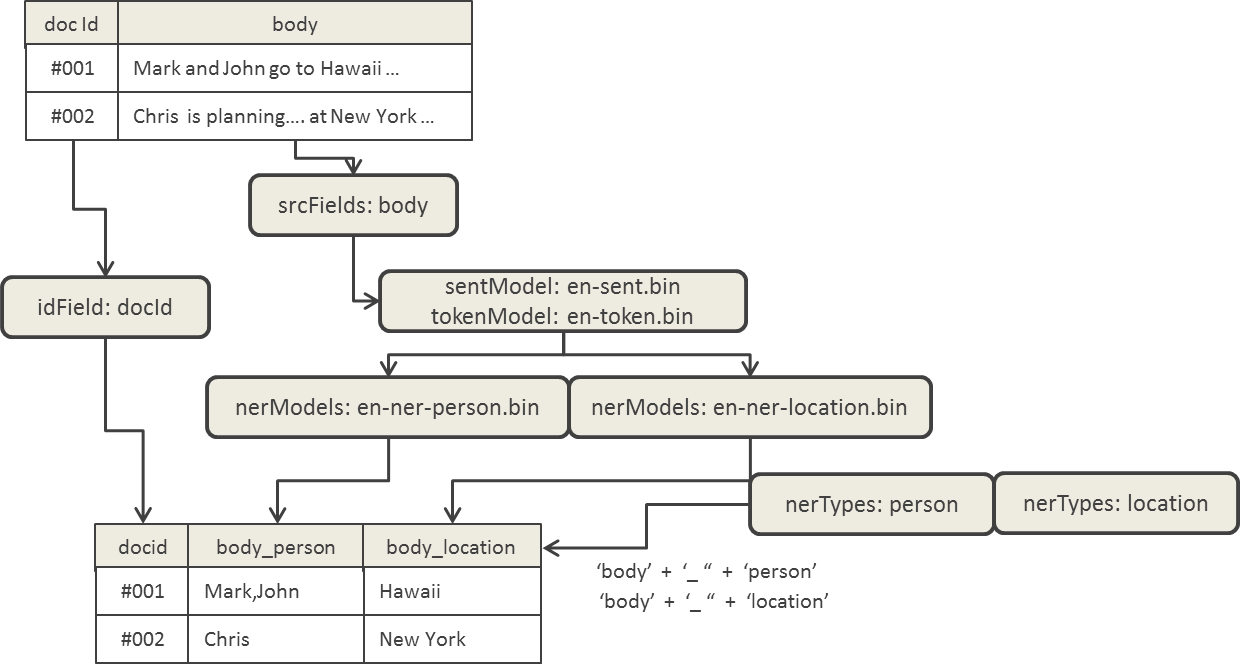 doc Id body
#001 Mark and John go to Hawaii ...
#002 Chris is planning.... at New York ...
srcFields: body
sentModel: en-sent.bin
idField: docId
tokenModel: en-token.bin
nerModels: en-ner-person.bin nerModels: en-ner-location.bin
nerTypes: person nerTypes: location
docid body_person body_location
‘body’ + ‘_ “ + ‘person’
#001 Mark,John Hawaii
‘body’ + ‘_ “ + ‘location’
#002 Chris New York